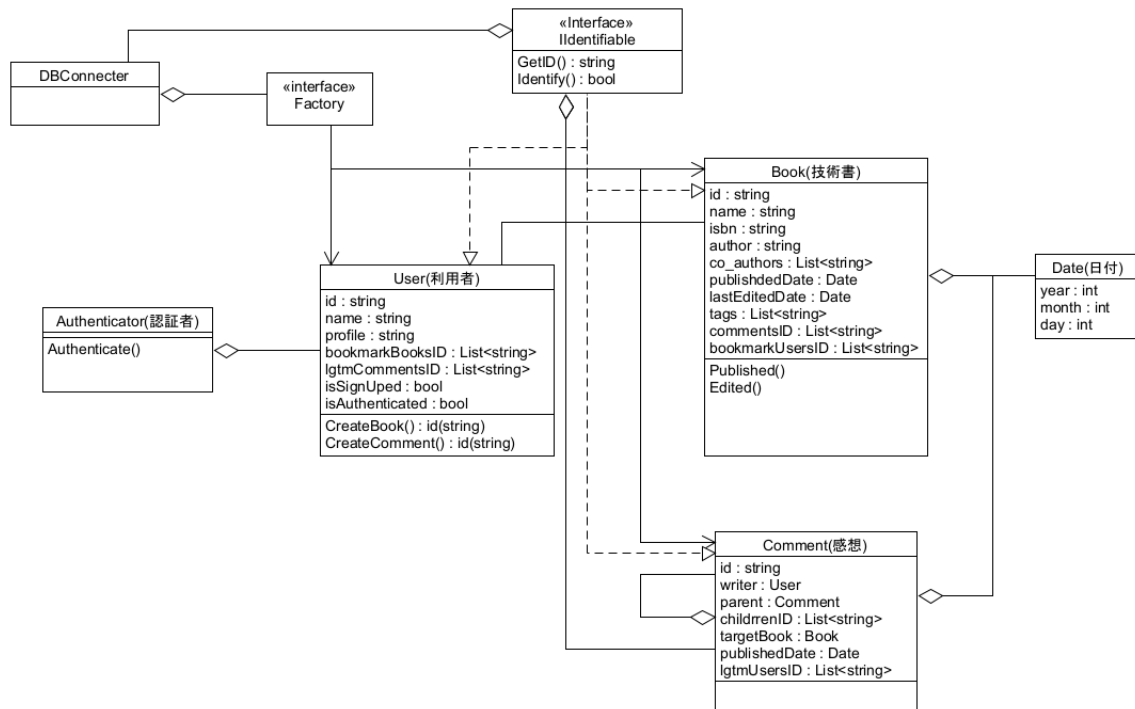 «Interface»
IIdentifiable
GetID() : string
Identify() : bool
DBConnecter
«interface»
Factory
Book(技術書)
id : string
name : string
isbn : string
author : string
co_authors : List<string>
publishdedDate : Date
lastEditedDate : Date
tags : List<string>
commentsID : List<string>
bookmarkUsersID : List<string>
Published()
Edited()
Date(日付)
year : int
month : int
day : int
User(利用者)
id : string
name : string
profile : string
bookmarkBooksID : List<string>
lgtmCommentsID : List<string>
isSignUped : bool
isAuthenticated : bool
CreateBook() : id(string)
CreateComment() : id(string)
Authenticator(認証者)
Authenticate()
Comment(感想)
id : string
writer : User
parent : Comment
childrrenID : List<string>
targetBook : Book
publishedDate : Date
lgtmUsersID : List<string>